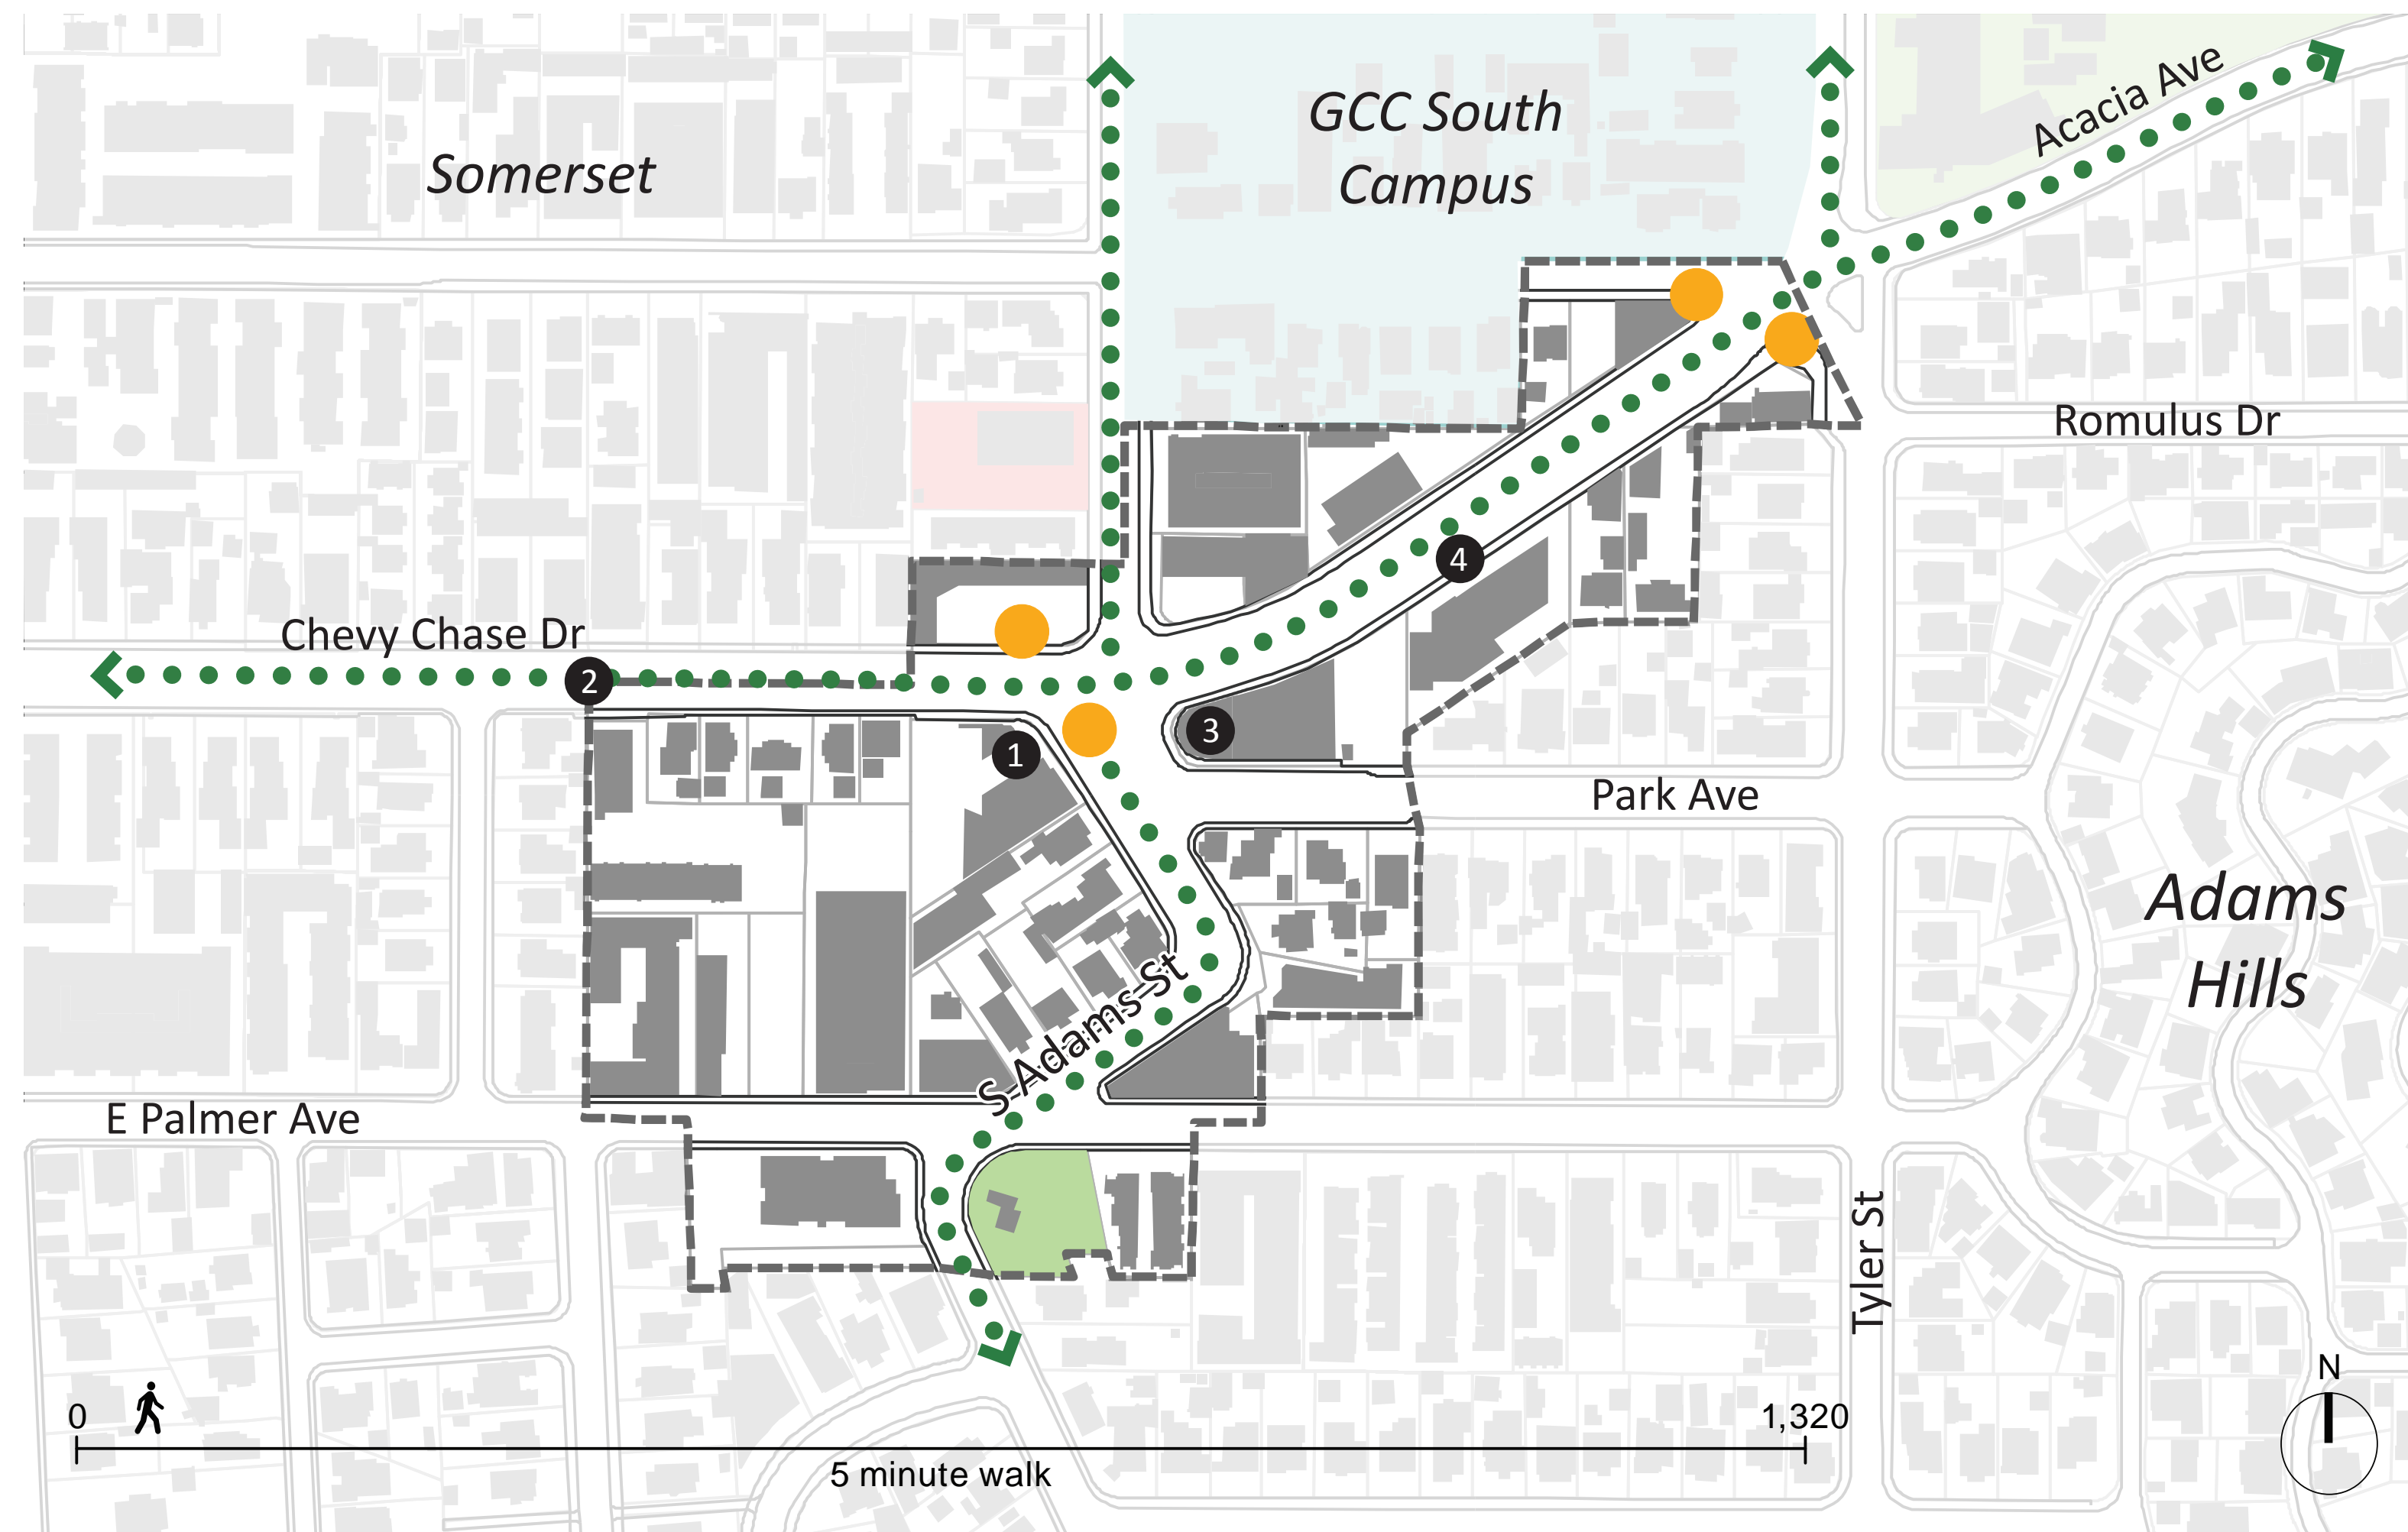 GCC South
Campus
Acacia Ave
Somerset
Romulus Dr
4
Chevy Chase Dr
2
3
1
Park Ave
Adams
Hills
S Adams St
E Palmer Ave
Tyler St
N
0
1,320
5 minute walk